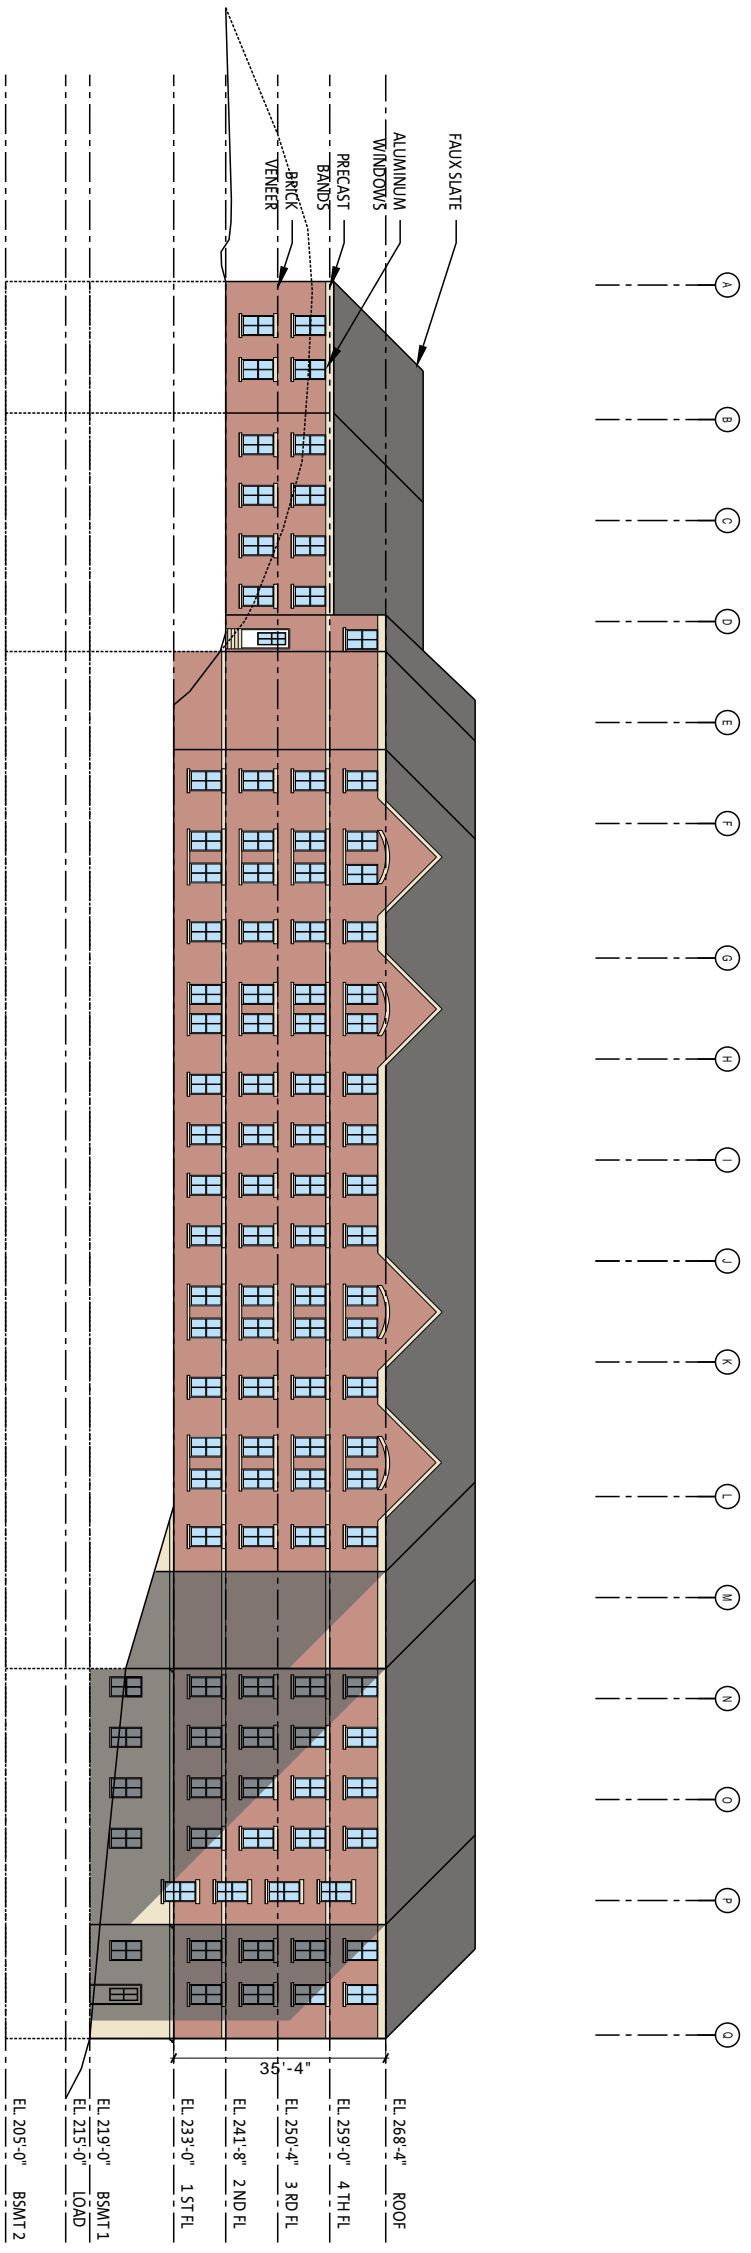 A
B
C
D
E
F
G
H
I
J
K
L
M
N
O
P
Q
FAUX SLATE
ALUMINUM
WINDOWS
PRECAST
BANDS
BRICK
VENEER
35'-4"
EL. 268'-4" ROOF
EL. 259'-0" 4 TH FL
EL. 250'-4" 3 RD FL
EL. 241'-8" 2 ND FL
EL. 233'-0" 1 ST FL
EL. 219'-0" BSMT 1
EL. 215'-0" LOAD
EL. 205'-0" BSMT 2